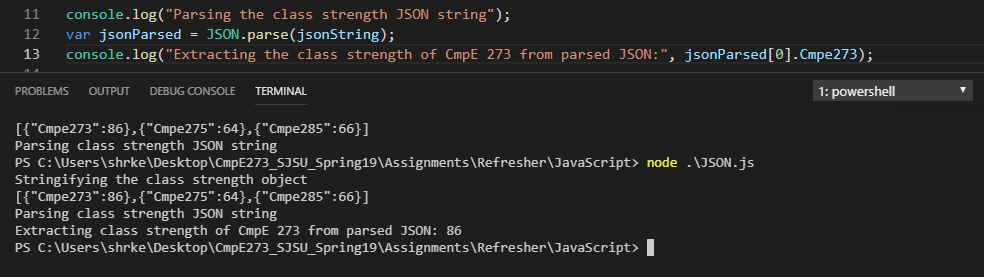 11 console.log("Parsing the class strength JSON string");
12 var jsonParsed = JSON.parse(jsonString);
13 console.log("Extracting the class strength of CmpE 273 from parsed JSON:", jsonParsed[0].Cmpe273);
PROBLEMS OUTPUT DEBUG CONSOLE TERMINAL 1: powershell
[{"Cmpe273":86},{"Cmpe275":64},{"Cmpe285":66}]
Parsing class strength JSON string
PS C:\Users\shrke\Desktop\CmpE273_SJSU_Spring19\Assignments\Refresher\JavaScript> node .\JSON.js
Stringifying the class strength object
[{"Cmpe273":86},{"Cmpe275":64},{"Cmpe285":66}]
Parsing class strength JSON string
Extracting class strength of CmpE 273 from parsed JSON: 86
PS C:\Users\shrke\Desktop\CmpE273_SJSU_Spring19\Assignments\Refresher\JavaScript>